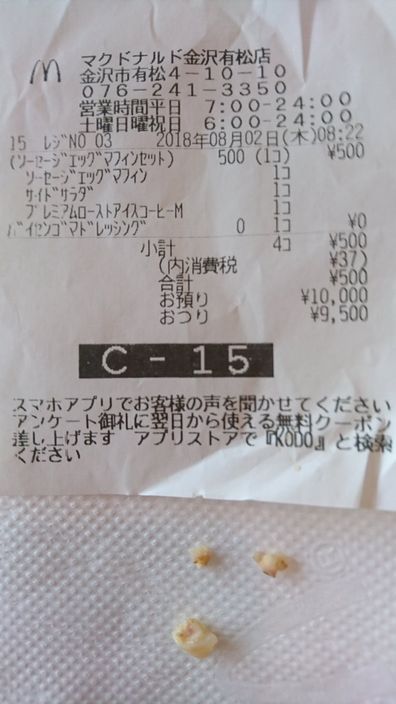 マクドナルド金沢有松店
金沢市有松4-10-10
076-241-3350
営業時間平日 7:00-24:00
土曜日曜祝日 6:00-24:00
15 ﾚｼﾞNO 03 2018年08月02日(木)08:22
(ｿｰｾｰｼﾞｴｯｸﾞﾏﾌｨﾝｾｯﾄ) 500 (1コ) ¥500
ｿｰｾｰｼﾞｴｯｸﾞﾏﾌｨﾝ 1コ
ｻｲﾄﾞｻﾗﾀﾞ 1コ
ﾌﾟﾚﾐｱﾑﾛｰｽﾄｱｲｽｺｰﾋｰM 1コ
ﾊﾞｲｾﾝｺﾞﾏﾄﾞﾚｯｼﾝｸﾞ 0 1コ ¥0
小計 4コ ¥500
(内消費税 ¥37)
合計 ¥500
お預り ¥10,000
おつり ¥9,500
C-15
スマホアプリでお客様の声を聞かせてください
アンケート御礼に翌日から使える無料クーポン
差し上げます アプリストアで『KODO』と検索
ください